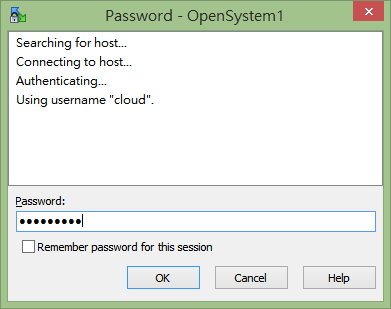 Password - OpenSystem1
Searching for host...
Connecting to host...
Authenticating...
Using username "cloud".
Password:
●●●●●●●●●
Remember password for this session
OK
Cancel
Help